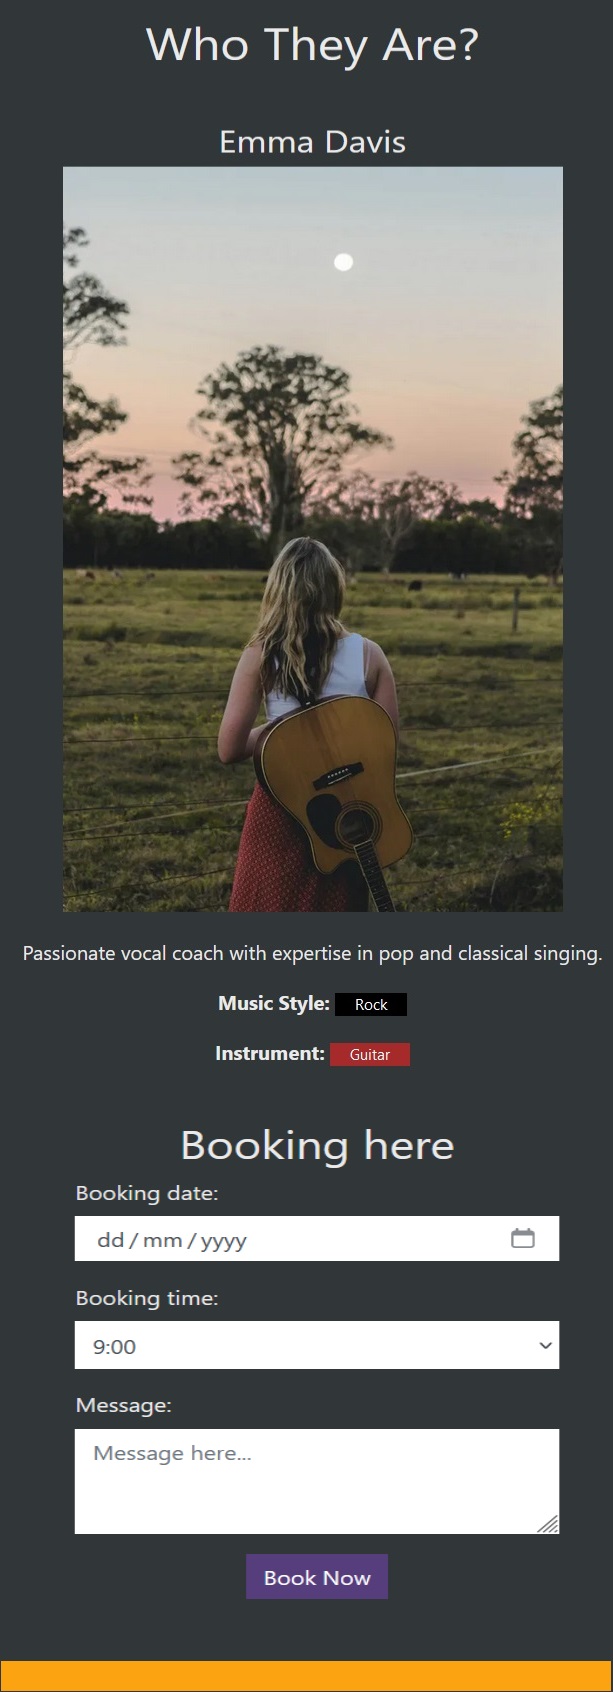 Who They Are?
Emma Davis
Passionate vocal coach with expertise in pop and classical singing.
Music Style: Rock
Instrument: Guitar
Booking here
Booking date:
dd / mm / yyyy
Booking time:
9:00
Message:
Message here...
Book Now